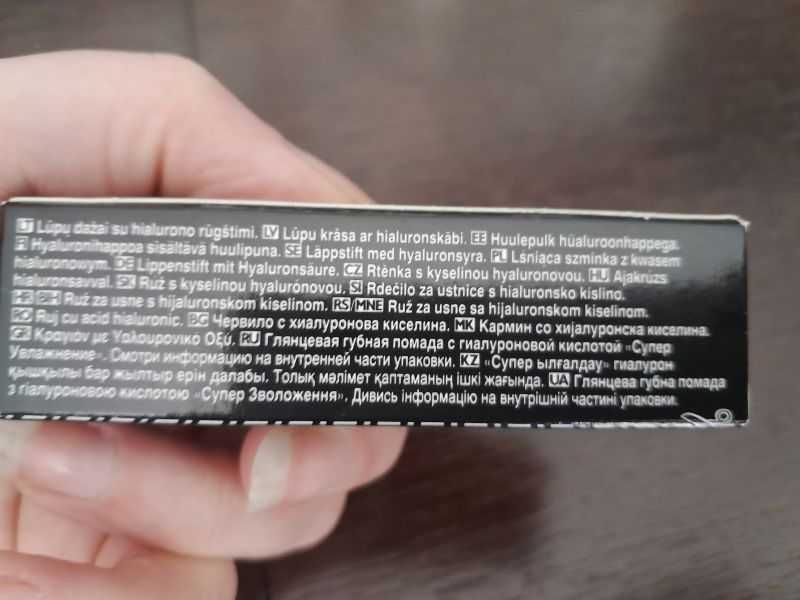 LT Lūpų dažai su hialurono rūgštimi. LV Lūpu krāsa ar hialuronskābi. EE Huulepulk hüaluroonhappega.
FI Hyaluronihappoa sisältävä huulipuna. SE Läppstift med hyaluronsyra. PL Lśniąca szminka z kwasem
hialuronowym. DE Lippenstift mit Hyaluronsäure. CZ Rtěnka s kyselinou hyaluronovou. HU Ajakrúzs
hialuronsavval. SK Ruž s kyselinou hyalurónovou. SI Rdečilo za ustnice s hialuronsko kislino.
HR BIH Ruž za usne s hijaluronskom kiselinom. RS/MNE Ruž za usne sa hijaluronskom kiselinom.
RO Ruj cu acid hialuronic. BG Червило с хиалуронова киселина. MK Кармин со хијалуронска киселина.
GR Κραγιον με Υαλουρονικο Οξύ. RU Глянцевая губная помада с гиалуроновой кислотой «Супер
Увлажнение». Смотри информацию на внутренней части упаковки. KZ «Супер ылғалдау» гиалурон
қышқылы бар жылтыр ерін далабы. Толық мәлімет қаптаманың ішкі жағында. UA Глянцева губна помада
з гіалуроновою кислотою «Супер Зволоження». Дивись інформацію на внутрішній частині упаковки.